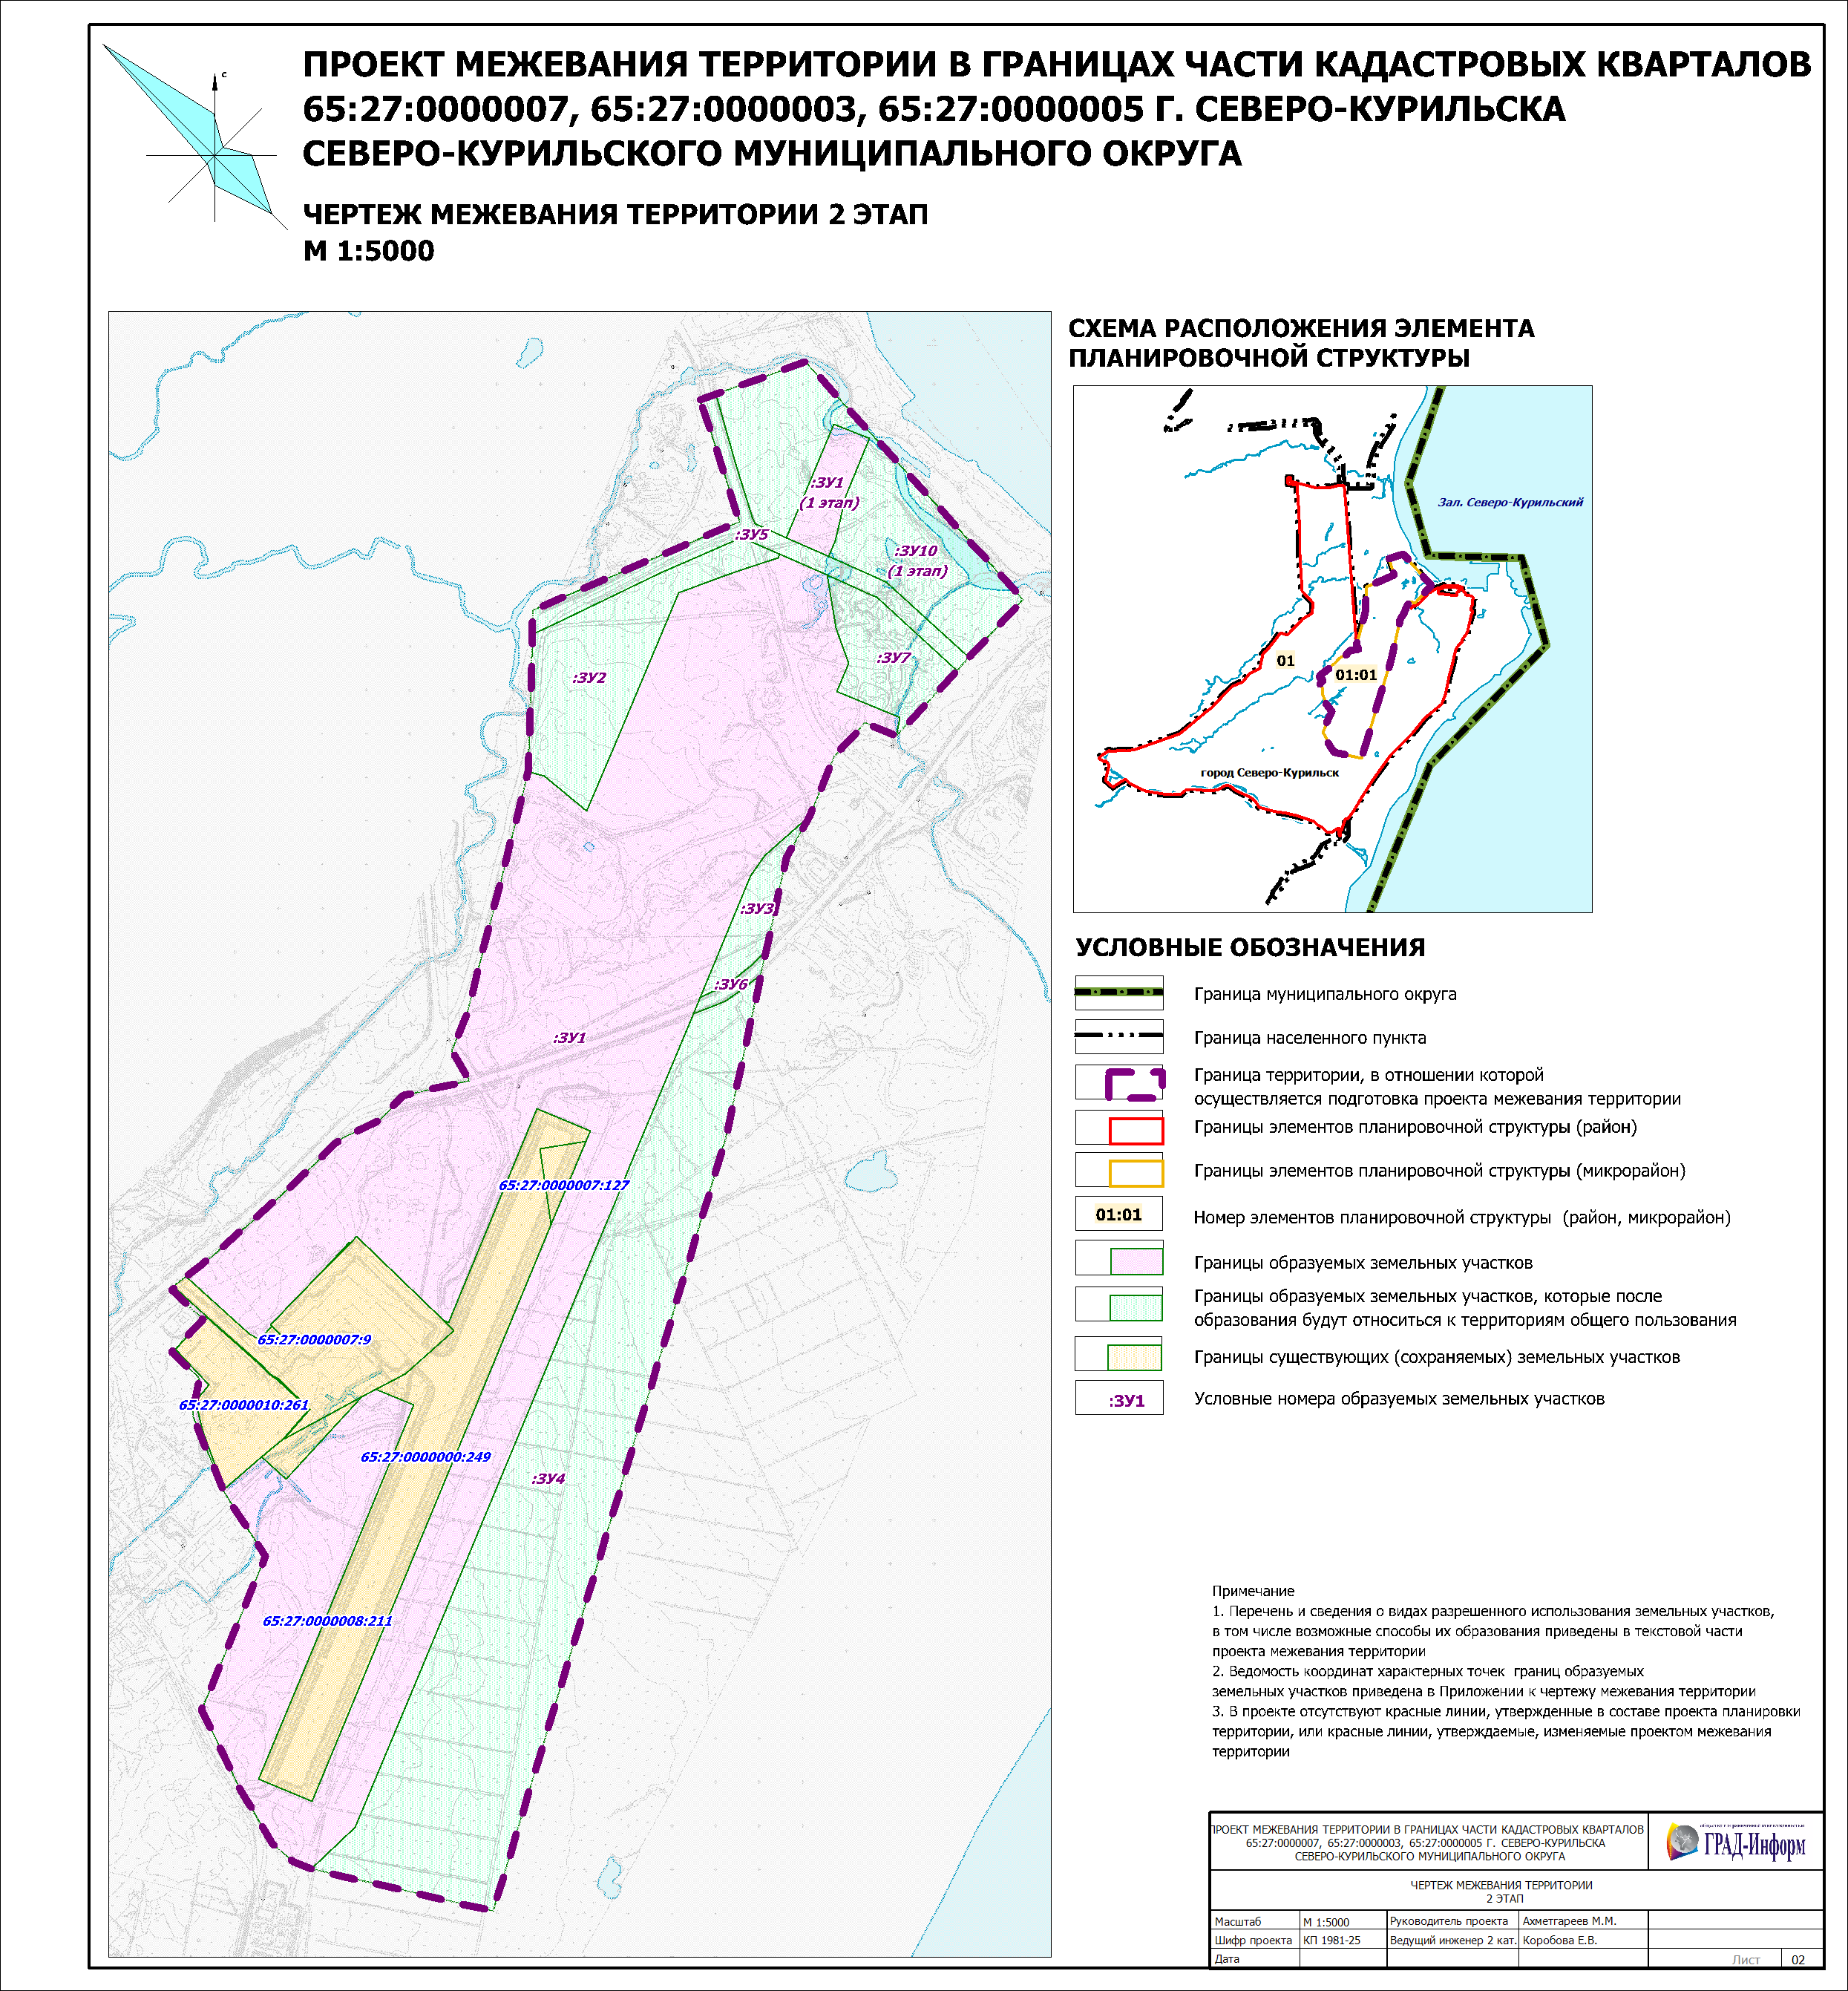 С
ПРОЕКТ МЕЖЕВАНИЯ ТЕРРИТОРИИ В ГРАНИЦАХ ЧАСТИ КАДАСТРОВЫХ КВАРТАЛОВ
65:27:0000007, 65:27:0000003, 65:27:0000005 Г. СЕВЕРО-КУРИЛЬСКА
СЕВЕРО-КУРИЛЬСКОГО МУНИЦИПАЛЬНОГО ОКРУГА
ЧЕРТЕЖ МЕЖЕВАНИЯ ТЕРРИТОРИИ 2 ЭТАП
М 1:5000
:ЗУ1
(1 этап)
:ЗУ5
:ЗУ10
(1 этап)
:ЗУ7
:ЗУ2
:ЗУ3
:ЗУ6
:ЗУ1
65:27:0000007:127
65:27:0000007:9
65:27:0000010:261
65:27:0000000:249
:ЗУ4
65:27:0000008:211
СХЕМА РАСПОЛОЖЕНИЯ ЭЛЕМЕНТА
ПЛАНИРОВОЧНОЙ СТРУКТУРЫ
Зал. Северо-Курильский
01
01:01
город Северо-Курильск
УСЛОВНЫЕ ОБОЗНАЧЕНИЯ
Граница муниципального округа
Граница населенного пункта
Граница территории, в отношении которой
осуществляется подготовка проекта межевания территории
Границы элементов планировочной структуры (район)
Границы элементов планировочной структуры (микрорайон)
01:01 Номер элементов планировочной структуры (район, микрорайон)
Границы образуемых земельных участков
Границы образуемых земельных участков, которые после
образования будут относиться к территориям общего пользования
Границы существующих (сохраняемых) земельных участков
:ЗУ1 Условные номера образуемых земельных участков
Примечание
1. Перечень и сведения о видах разрешенного использования земельных участков,
в том числе возможные способы их образования приведены в текстовой части
проекта межевания территории
2. Ведомость координат характерных точек границ образуемых
земельных участков приведена в Приложении к чертежу межевания территории
3. В проекте отсутствуют красные линии, утвержденные в составе проекта планировки
территории, или красные линии, утверждаемые, изменяемые проектом межевания
территории
ПРОЕКТ МЕЖЕВАНИЯ ТЕРРИТОРИИ В ГРАНИЦАХ ЧАСТИ КАДАСТРОВЫХ КВАРТАЛОВ
65:27:0000007, 65:27:0000003, 65:27:0000005 Г. СЕВЕРО-КУРИЛЬСКА
СЕВЕРО-КУРИЛЬСКОГО МУНИЦИПАЛЬНОГО ОКРУГА
ГРАД-Информ
ЧЕРТЕЖ МЕЖЕВАНИЯ ТЕРРИТОРИИ
2 ЭТАП
Масштаб М 1:5000 Руководитель проекта Ахметгареев М.М.
Шифр проекта КП 1981-25 Ведущий инженер 2 кат. Коробова Е.В.
Дата Лист 02